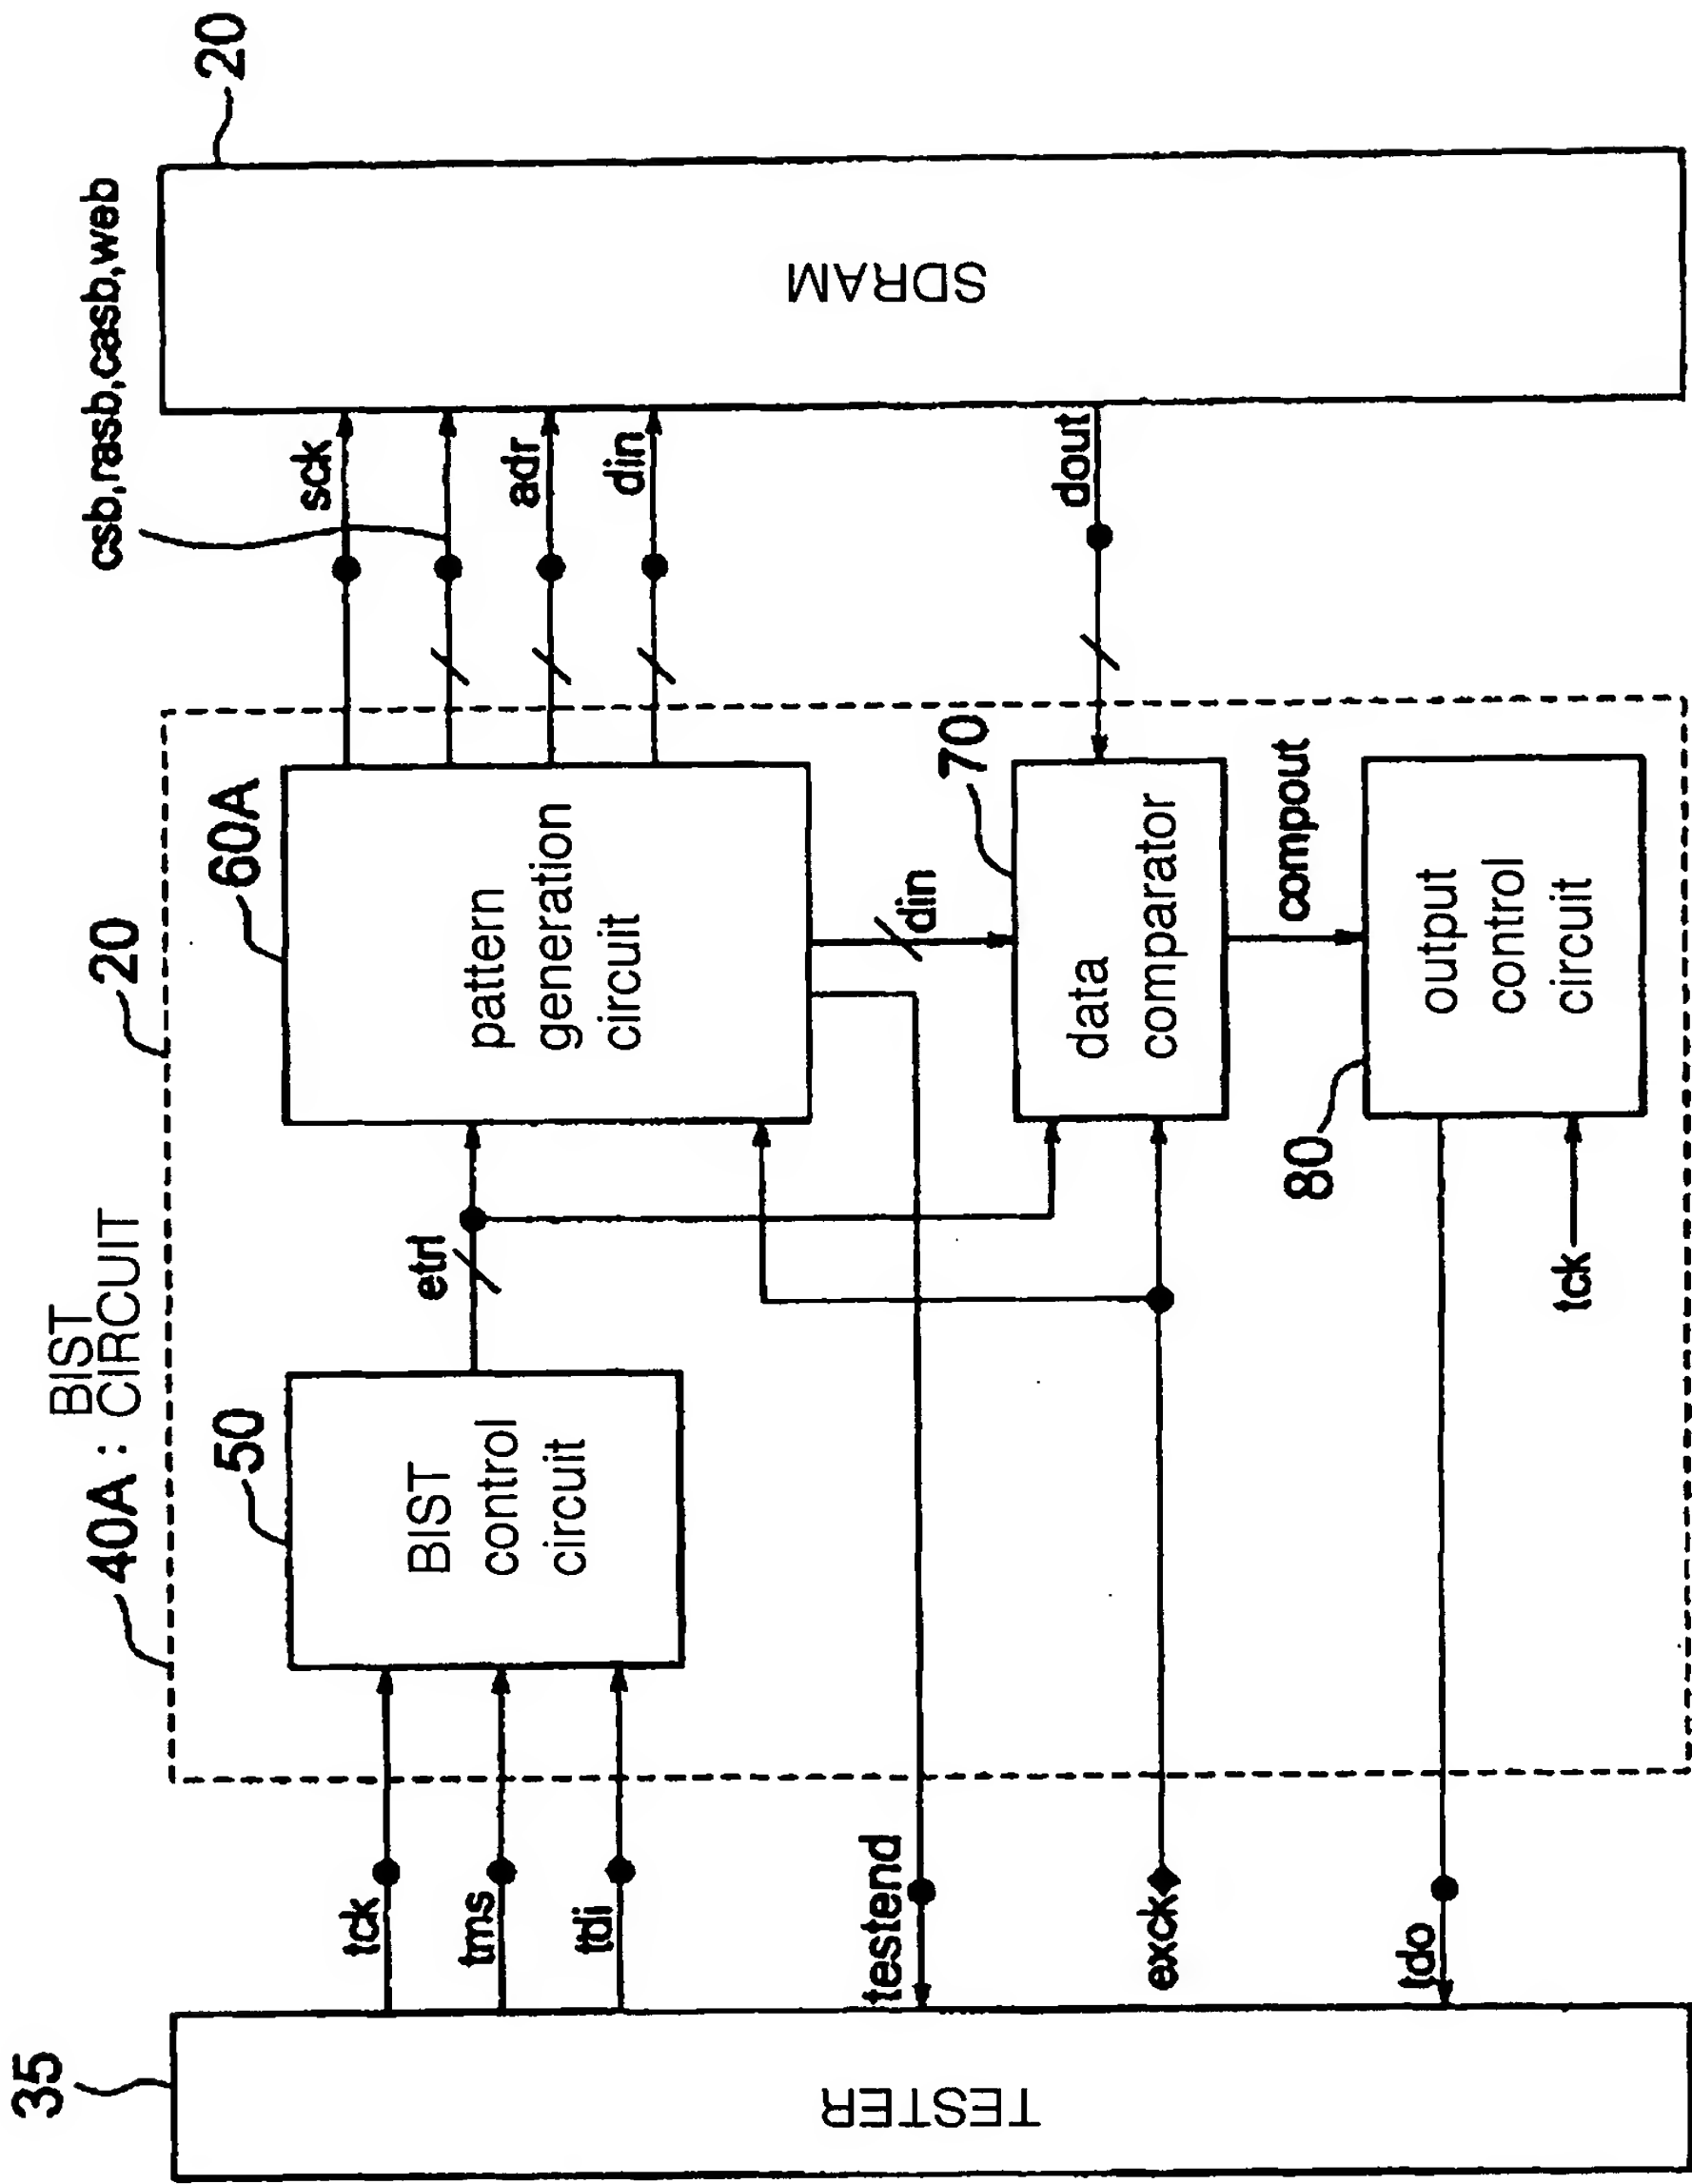 40A : BIST
CIRCUIT
20
csb,rasb,casb,web
20
35
TESTER
tck
tms
tdi
50
BIST
control
circuit
etrl
60A
pattern
generation
circuit
sck
adr
din
SDRAM
testend
din
70
data
comparator
dout
exck
compout
80
output
control
circuit
tck
tdo